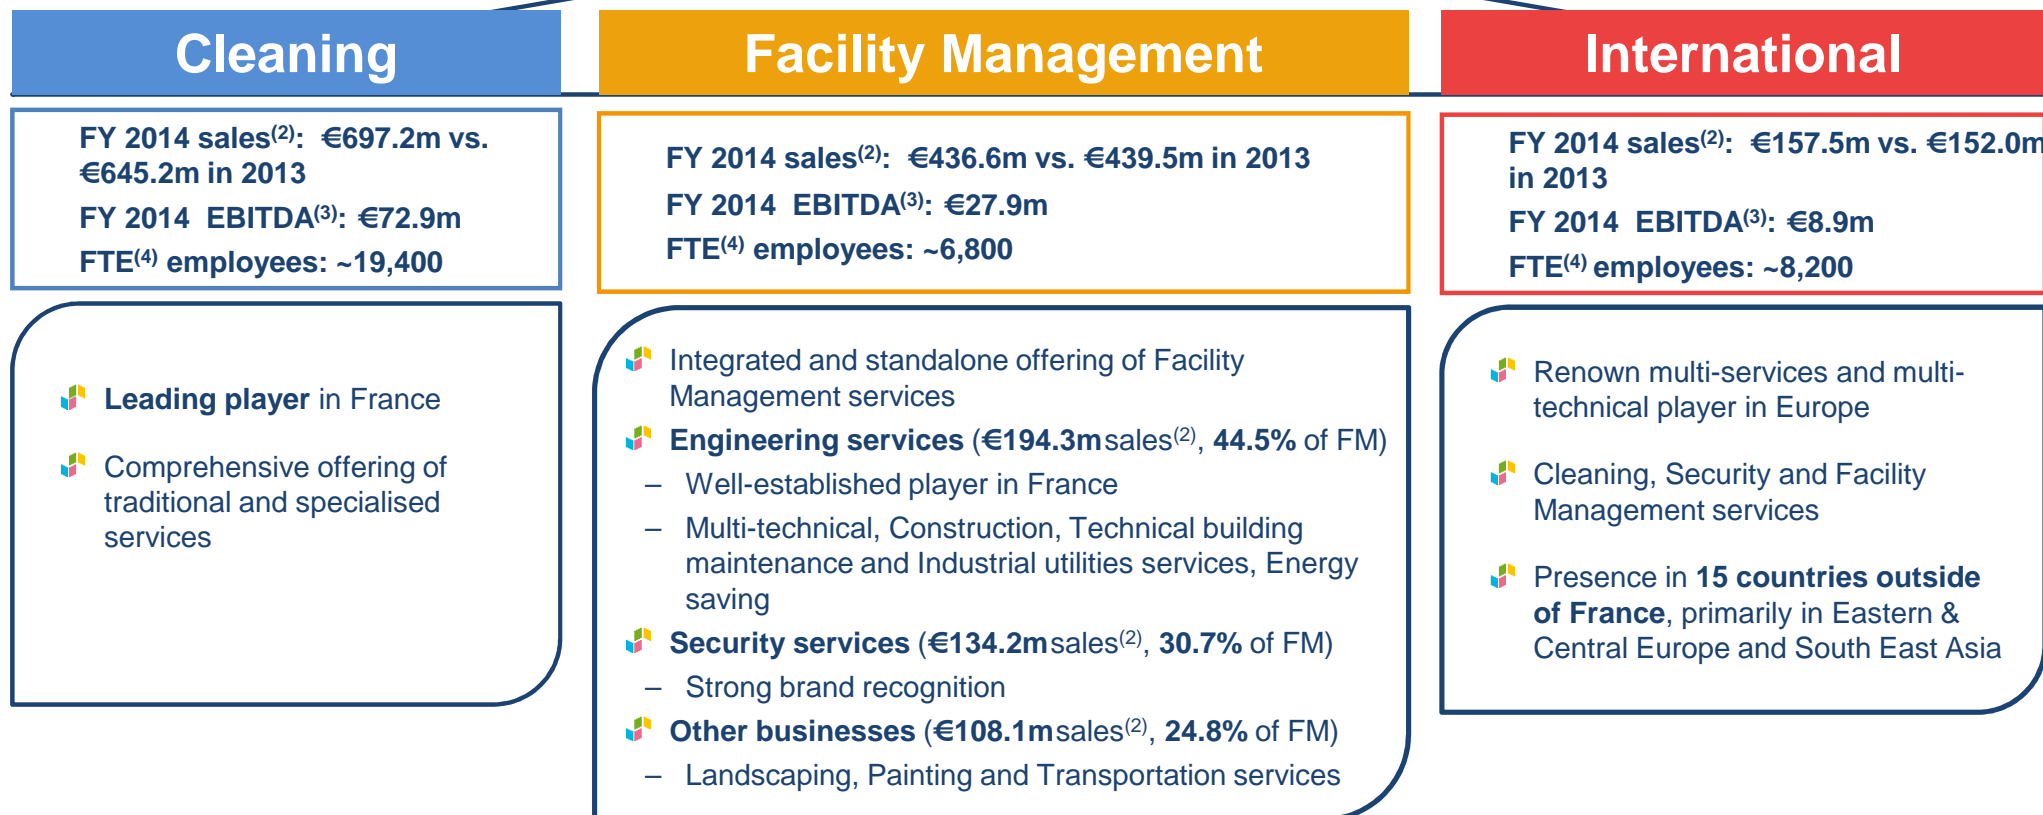 Cleaning
FY 2014 sales(2): €697.2m vs.
€645.2m in 2013
FY 2014 EBITDA(3): €72.9m
FTE(4) employees: ~19,400
Leading player in France
Comprehensive offering of
traditional and specialised
services
Facility Management
FY 2014 sales(2): €436.6m vs. €439.5m in 2013
FY 2014 EBITDA(3): €27.9m
FTE(4) employees: ~6,800
Integrated and standalone offering of Facility
Management services
Engineering services (€194.3m sales(2), 44.5% of FM)
– Well-established player in France
– Multi-technical, Construction, Technical building
maintenance and Industrial utilities services, Energy
saving
Security services (€134.2m sales(2), 30.7% of FM)
– Strong brand recognition
Other businesses (€108.1m sales(2), 24.8% of FM)
– Landscaping, Painting and Transportation services
International
FY 2014 sales(2): €157.5m vs. €152.0m
in 2013
FY 2014 EBITDA(3): €8.9m
FTE(4) employees: ~8,200
Renown multi-services and multi-
technical player in Europe
Cleaning, Security and Facility
Management services
Presence in 15 countries outside
of France, primarily in Eastern &
Central Europe and South East Asia